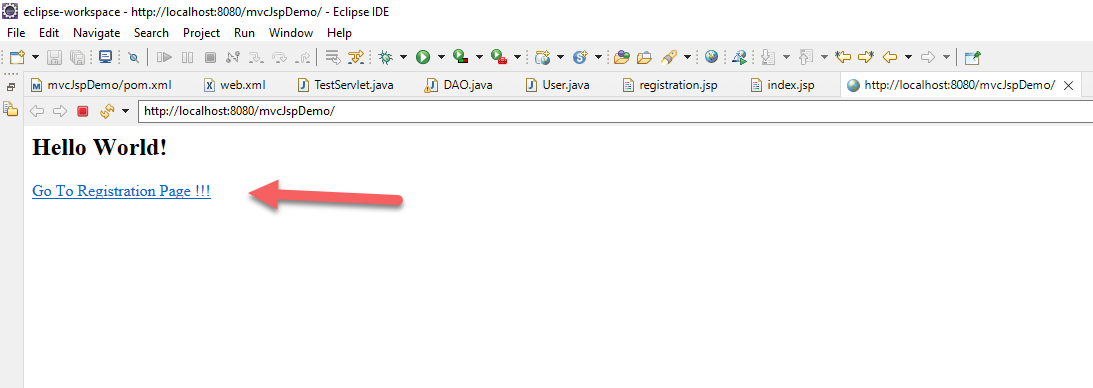 eclipse-workspace - http://localhost:8080/mvcJspDemo/ - Eclipse IDE
File Edit Navigate Search Project Run Window Help
mvcJspDemo/pom.xml web.xml TestServlet.java DAO.java User.java registration.jsp index.jsp http://localhost:8080/mvcJspDemo/
http://localhost:8080/mvcJspDemo/
Hello World!
Go To Registration Page !!!